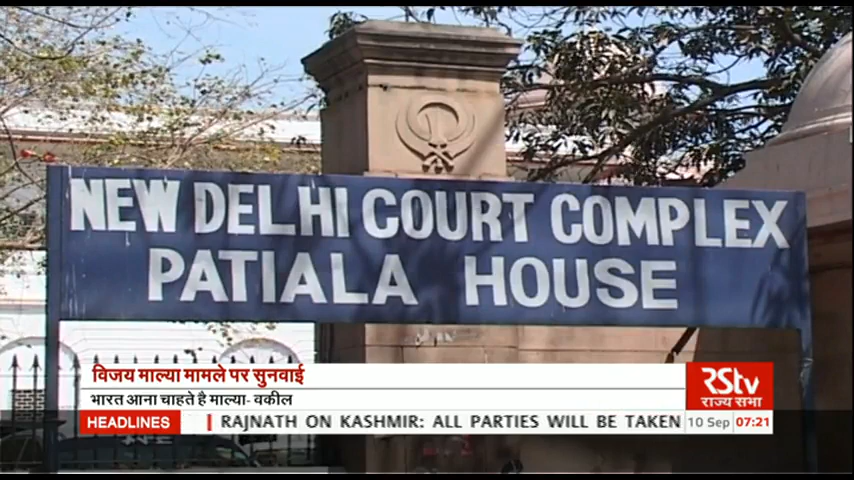 NEW DELHI COURT COMPLEX
PATIALA HOUSE
विजय माल्या मामले पर सुनवाई
भारत आना चाहते है माल्या- वकील
RSTV
राज्य सभा
HEADLINES
RAJNATH ON KASHMIR: ALL PARTIES WILL BE TAKEN
10 Sep 07:21